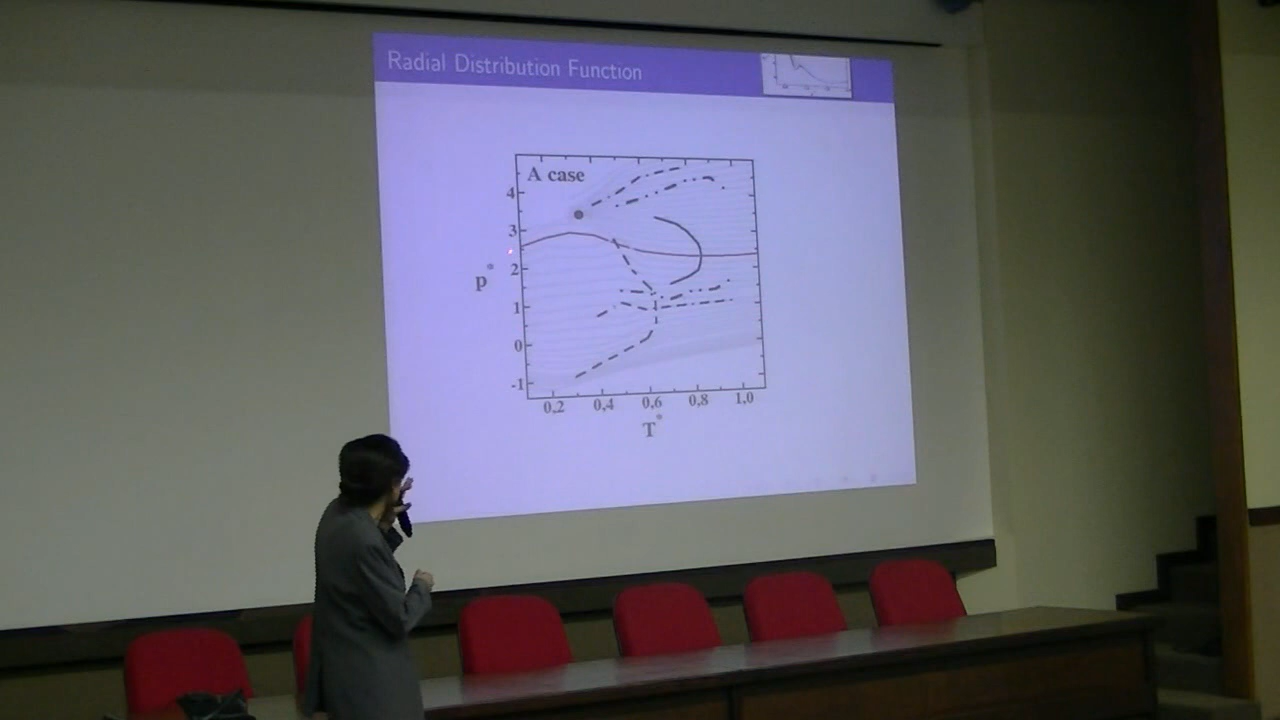 Radial Distribution Function
A case
4
3
2
1
0
-1
p*
0,2 0,4 0,6 0,8 1,0
T*